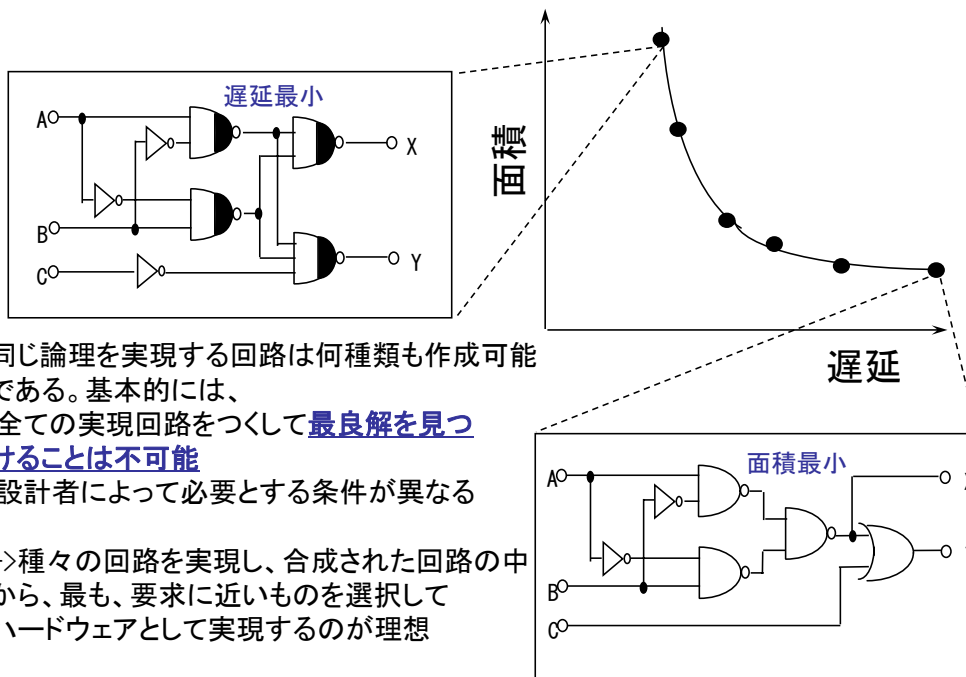 遅延最小
A
B
C
X
Y
面積
遅延
同じ論理を実現する回路は何種類も作成可能
である。基本的には、
全ての実現回路をつくして最良解を見つ
けることは不可能
設計者によって必要とする条件が異なる
->種々の回路を実現し、合成された回路の中
から、最も、要求に近いものを選択して
ハードウェアとして実現するのが理想
面積最小
A
B
C